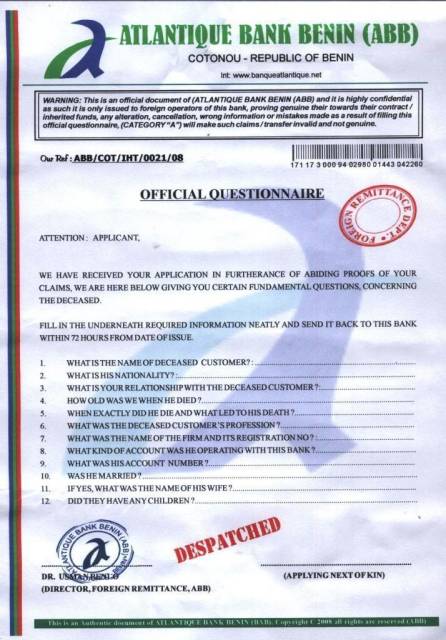 ATLANTIQUE BANK BENIN (ABB)
COTONOU - REPUBLIC OF BENIN
Int: www.banqueatlantique.net
WARNING: This is an official document of (ATLANTIQUE BANK BENIN (ABB) and it is highly confidential
as such it is only issued to foreign operators of this bank, proving genuine their towards their contract /
inherited funds, any alteration, cancellation, wrong information or mistakes made as a result of filling this
official questionnaire, (CATEGORY "A") will make such claims / transfer invalid and not genuine.
Our Ref : ABB/COT/IHT/0021/08
171 17 3 000 94 02980 01443 042260
OFFICIAL QUESTIONNAIRE
FOREIGN REMITTANCE DEPT.
ATTENTION : APPLICANT,
WE HAVE RECEIVED YOUR APPLICATION IN FURTHERANCE OF ABIDING PROOFS OF YOUR
CLAIMS, WE ARE HERE BELOW GIVING YOU CERTAIN FUNDAMENTAL QUESTIONS, CONCERNING
THE DECEASED.
FILL IN THE UNDERNEATH REQUIRED INFORMATION NEATLY AND SEND IT BACK TO THIS BANK
WITHIN 72 HOURS FROM DATE OF ISSUE.
1. WHAT IS THE NAME OF DECEASED CUSTOMER? :
2. WHAT IS HIS NATIONALITY? :
3. WHAT IS YOUR RELATIONSHIP WITH THE DECEASED CUSTOMER ? :
4. HOW OLD WAS WE WHEN HE DIED ?
5. WHEN EXACTLY DID HE DIE AND WHAT LED TO HIS DEATH ?
6. WHAT WAS THE DECEASED CUSTOMER'S PROFESSION? :
7. WHAT WAS THE NAME OF THE FIRM AND ITS REGISTRATION NO ? :
8. WHAT KIND OF ACCOUNT WAS HE OPERATING WITH THIS BANK ?
9. WHAT WAS HIS ACCOUNT NUMBER ?
10. WAS HE MARRIED ?
11. IF YES, WHAT WAS THE NAME OF HIS WIFE ?
12. DID THEY HAVE ANY CHILDREN ?
ATLANTIQUE BANK BENIN (ABB)
DESPATCHED
DR. USMAN BENLO
(DIRECTOR, FOREIGN REMITTANCE, ABB)
(APPLYING NEXT OF KIN)
This is an Authentic document of ATLANTIQUE BANK BENIN (BAB). Copyright © 2008 all rights are reserved (ABB)